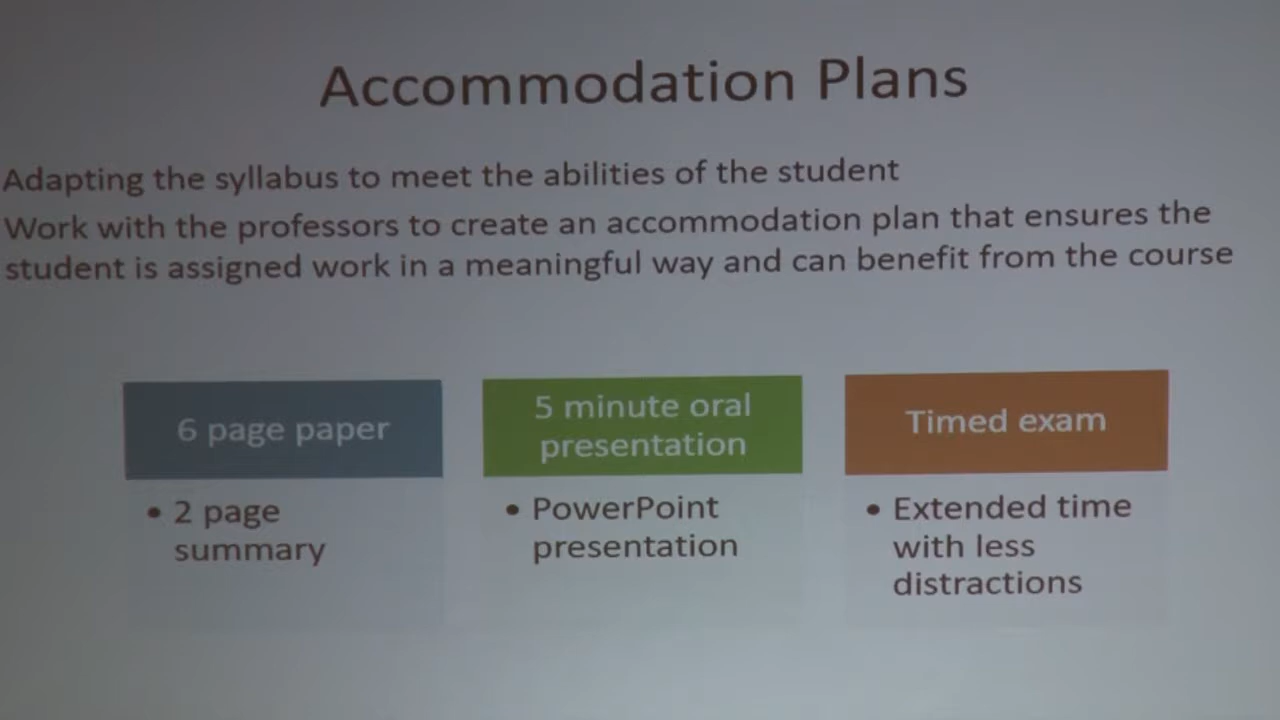 Accommodation Plans
Adapting the syllabus to meet the abilities of the student
Work with the professors to create an accommodation plan that ensures the
student is assigned work in a meaningful way and can benefit from the course
6 page paper
• 2 page
summary
5 minute oral
presentation
• PowerPoint
presentation
Timed exam
• Extended time
with less
distractions